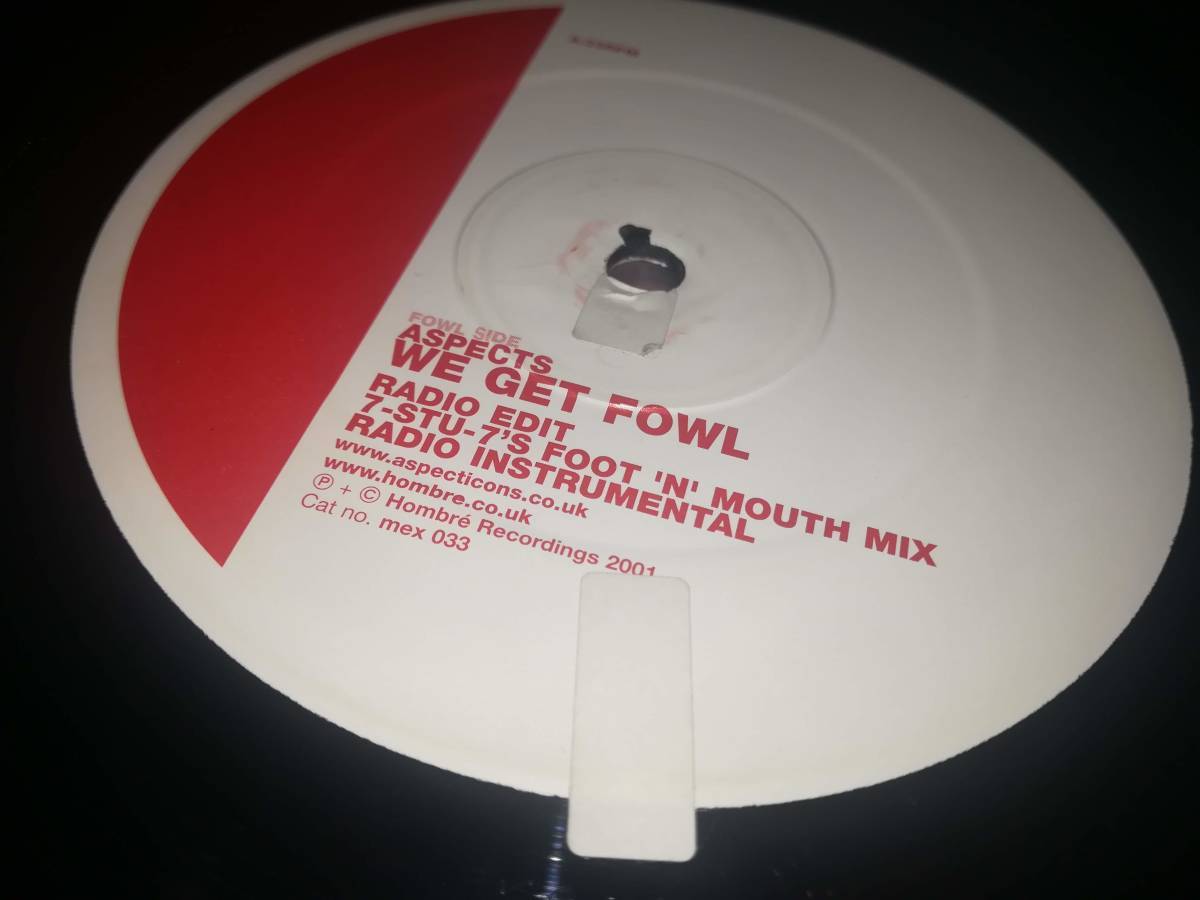 FOWL SIDE
ASPECTS
WE GET FOWL
RADIO EDIT
7-STU-7'S FOOT 'N' MOUTH MIX
RADIO INSTRUMENTAL
www.aspecticons.co.uk
www.hombre.co.uk
℗ + © Hombré Recordings 2001
Cat no. mex 033